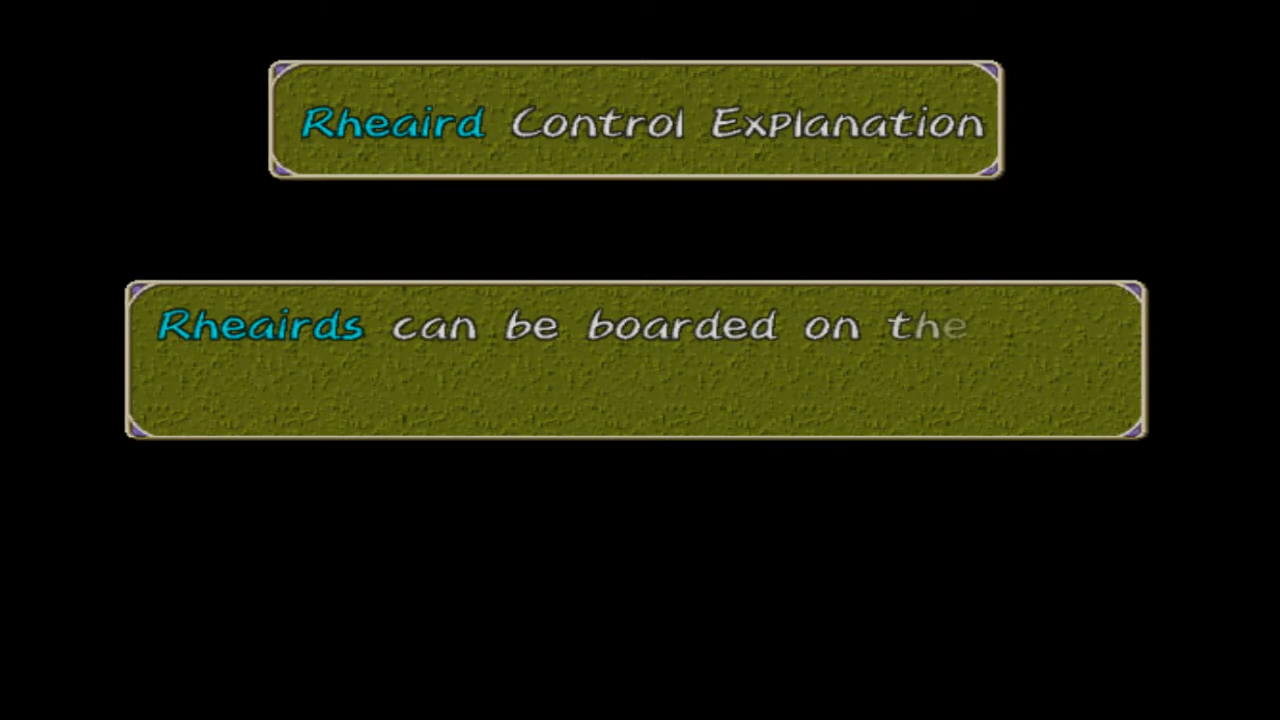 Rheaird Control Explanation
Rheairds can be boarded on the